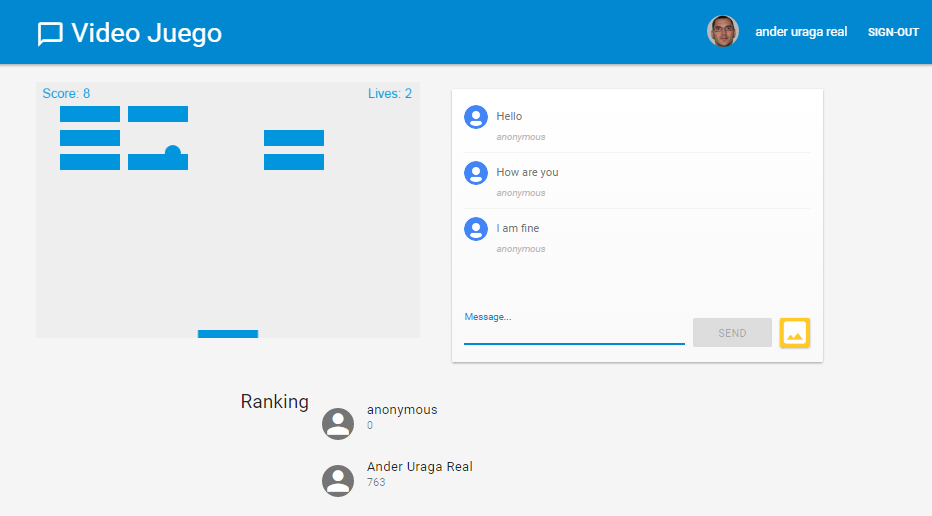 Video Juego
ander uraga real
SIGN-OUT
Score: 8
Lives: 2
Hello
anonymous
How are you
anonymous
I am fine
anonymous
Message...
SEND
Ranking
anonymous
0
Ander Uraga Real
763